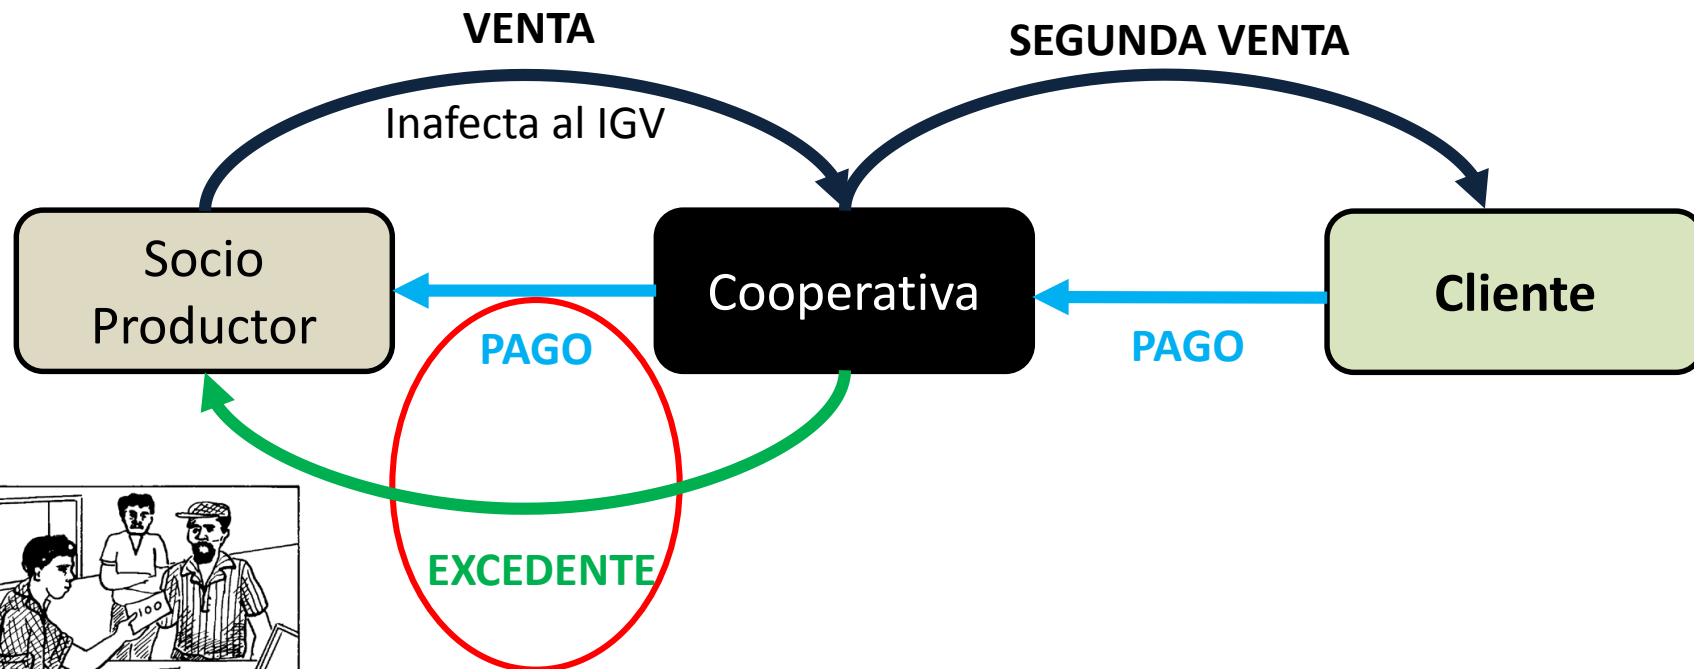 VENTA
SEGUNDA VENTA
Inafecta al IGV
Socio
Productor
Cooperativa
Cliente
PAGO
PAGO
EXCEDENTE
100